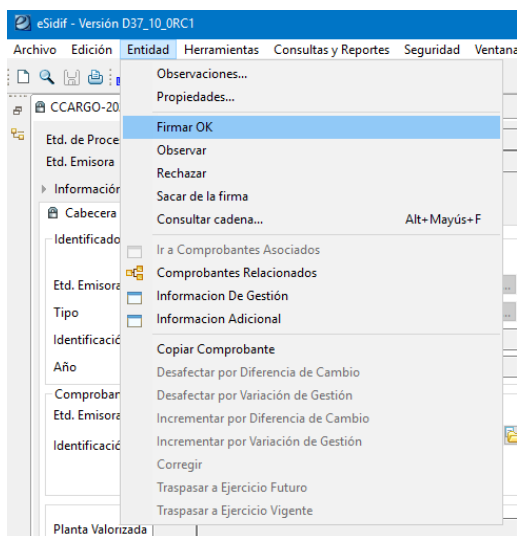 eSidif - Versión D37_10_0RC1
Archivo Edición Entidad Herramientas Consultas y Reportes Seguridad Ventana
Observaciones...
Propiedades...
CCARGO-20
Firmar OK
Etd. de Proce
Observar
Etd. Emisora
Rechazar
Informaciór
Sacar de la firma
Cabecera
Consultar cadena... Alt+Mayús+F
Identificado
Ir a Comprobantes Asociados
Comprobantes Relacionados
Etd. Emisora
Informacion De Gestión
Tipo
Informacion Adicional
Identificació
Copiar Comprobante
Año
Desafectar por Diferencia de Cambio
Comproban
Desafectar por Variación de Gestión
Etd. Emisora
Incrementar por Diferencia de Cambio
Identificació
Incrementar por Variación de Gestión
Corregir
Traspasar a Ejercicio Futuro
Traspasar a Ejercicio Vigente
Planta Valorizada